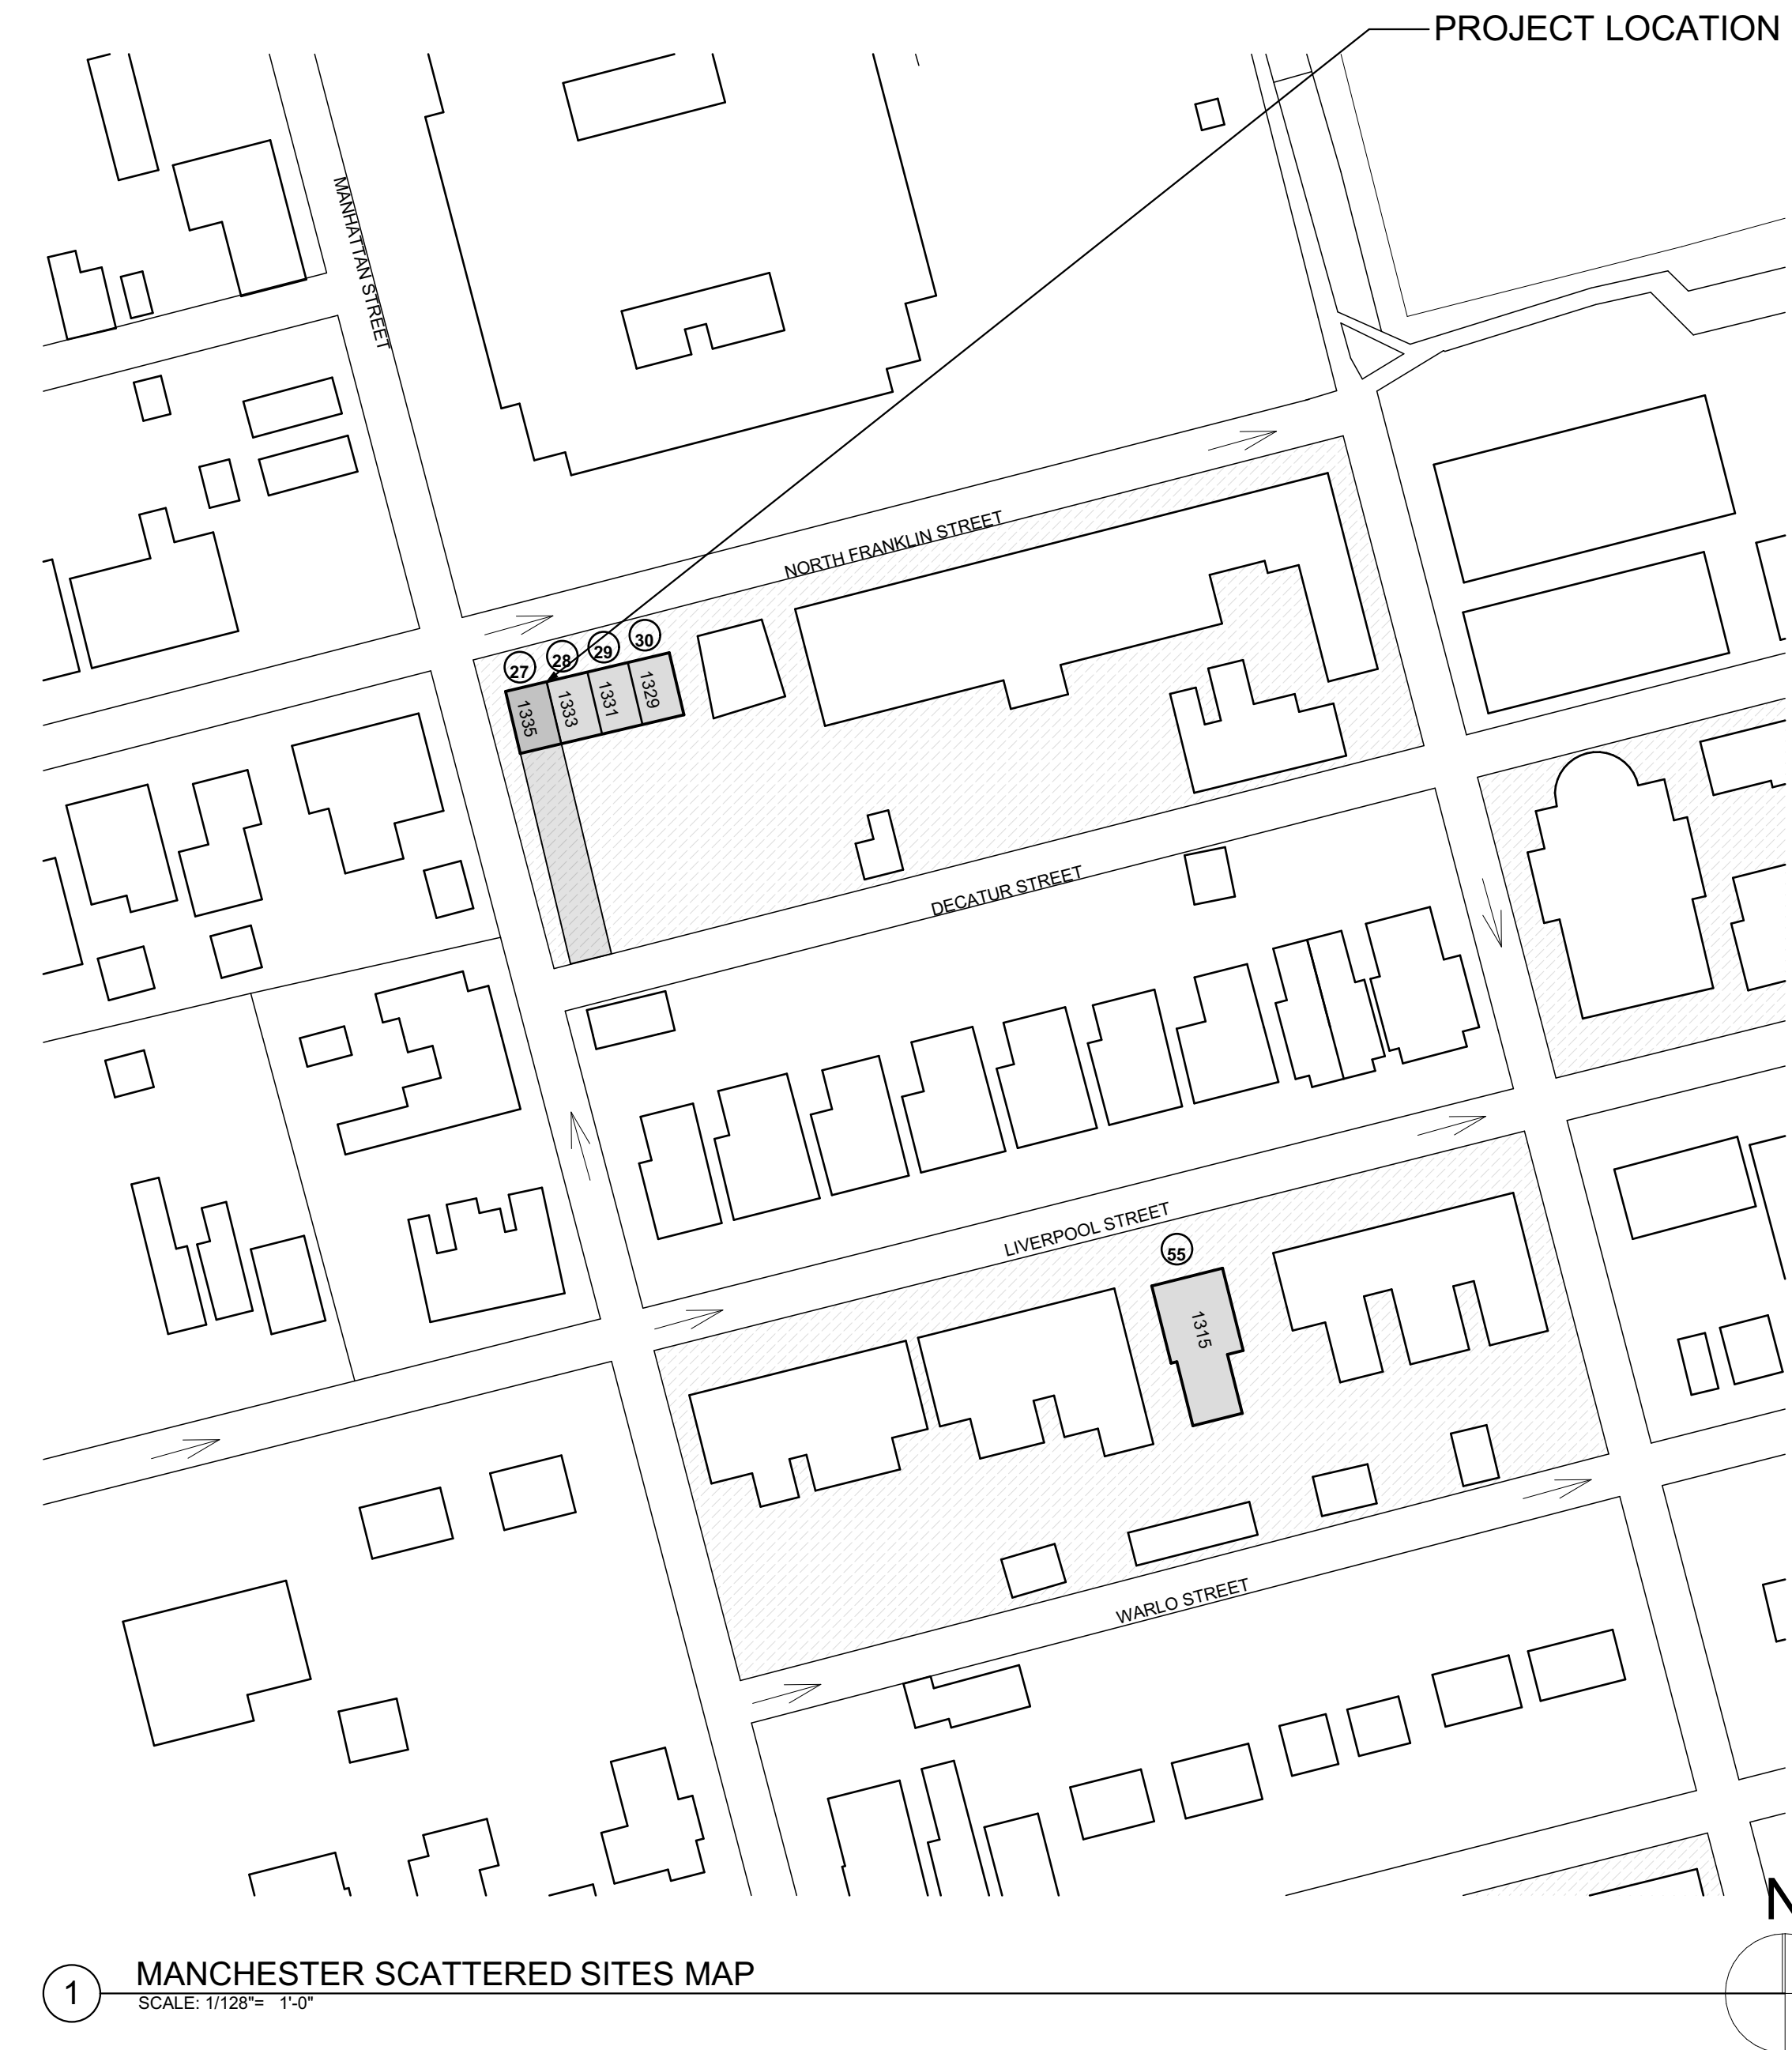 PROJECT LOCATION
MANHATTAN STREET
NORTH FRANKLIN STREET
27
28
29
30
1335
1333
1331
1329
DECATUR STREET
LIVERPOOL STREET
55
1315
WARLO STREET
N
1
MANCHESTER SCATTERED SITES MAP
SCALE: 1/128"= 1'-0"